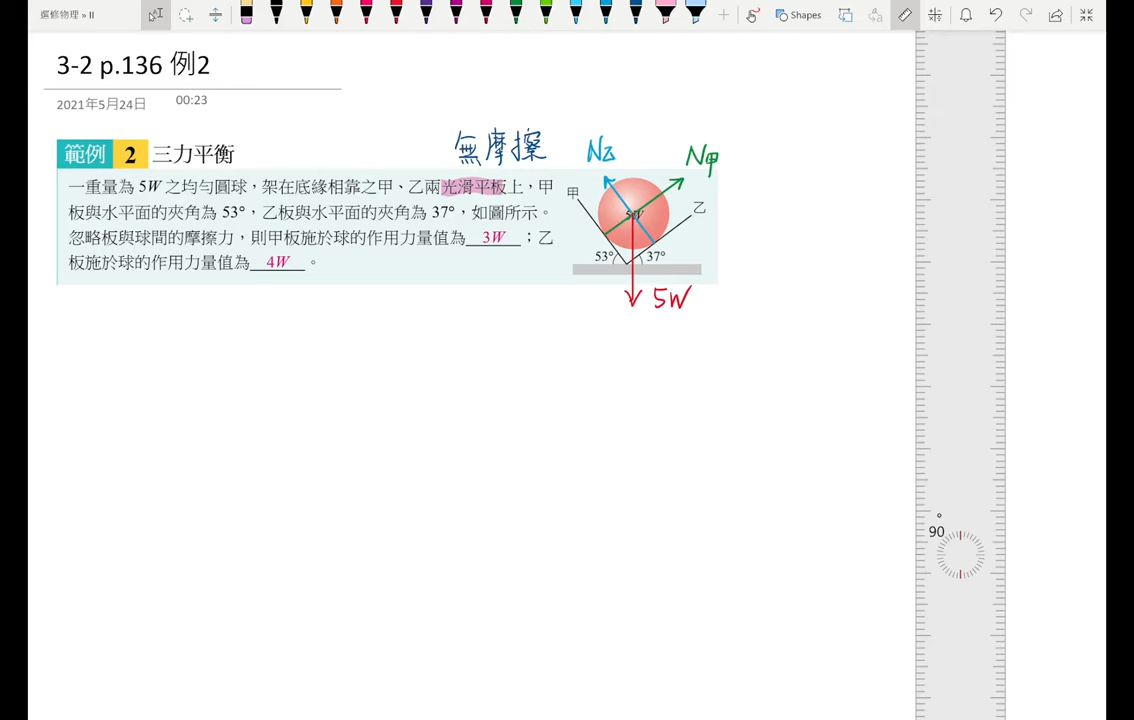 選修物理 » II
Shapes
3-2 p.136 例2
2021年5月24日 00:23
範例 2 三力平衡
無摩擦
N乙
N甲
一重量為 5W 之均勻圓球，架在底緣相靠之甲、乙兩光滑平板上，甲
板與水平面的夾角為 53°，乙板與水平面的夾角為 37°，如圖所示。
忽略板與球間的摩擦力，則甲板施於球的作用力量值為 3W ；乙
板施於球的作用力量值為 4W 。
甲
乙
5W
53°
37°
5W
90°